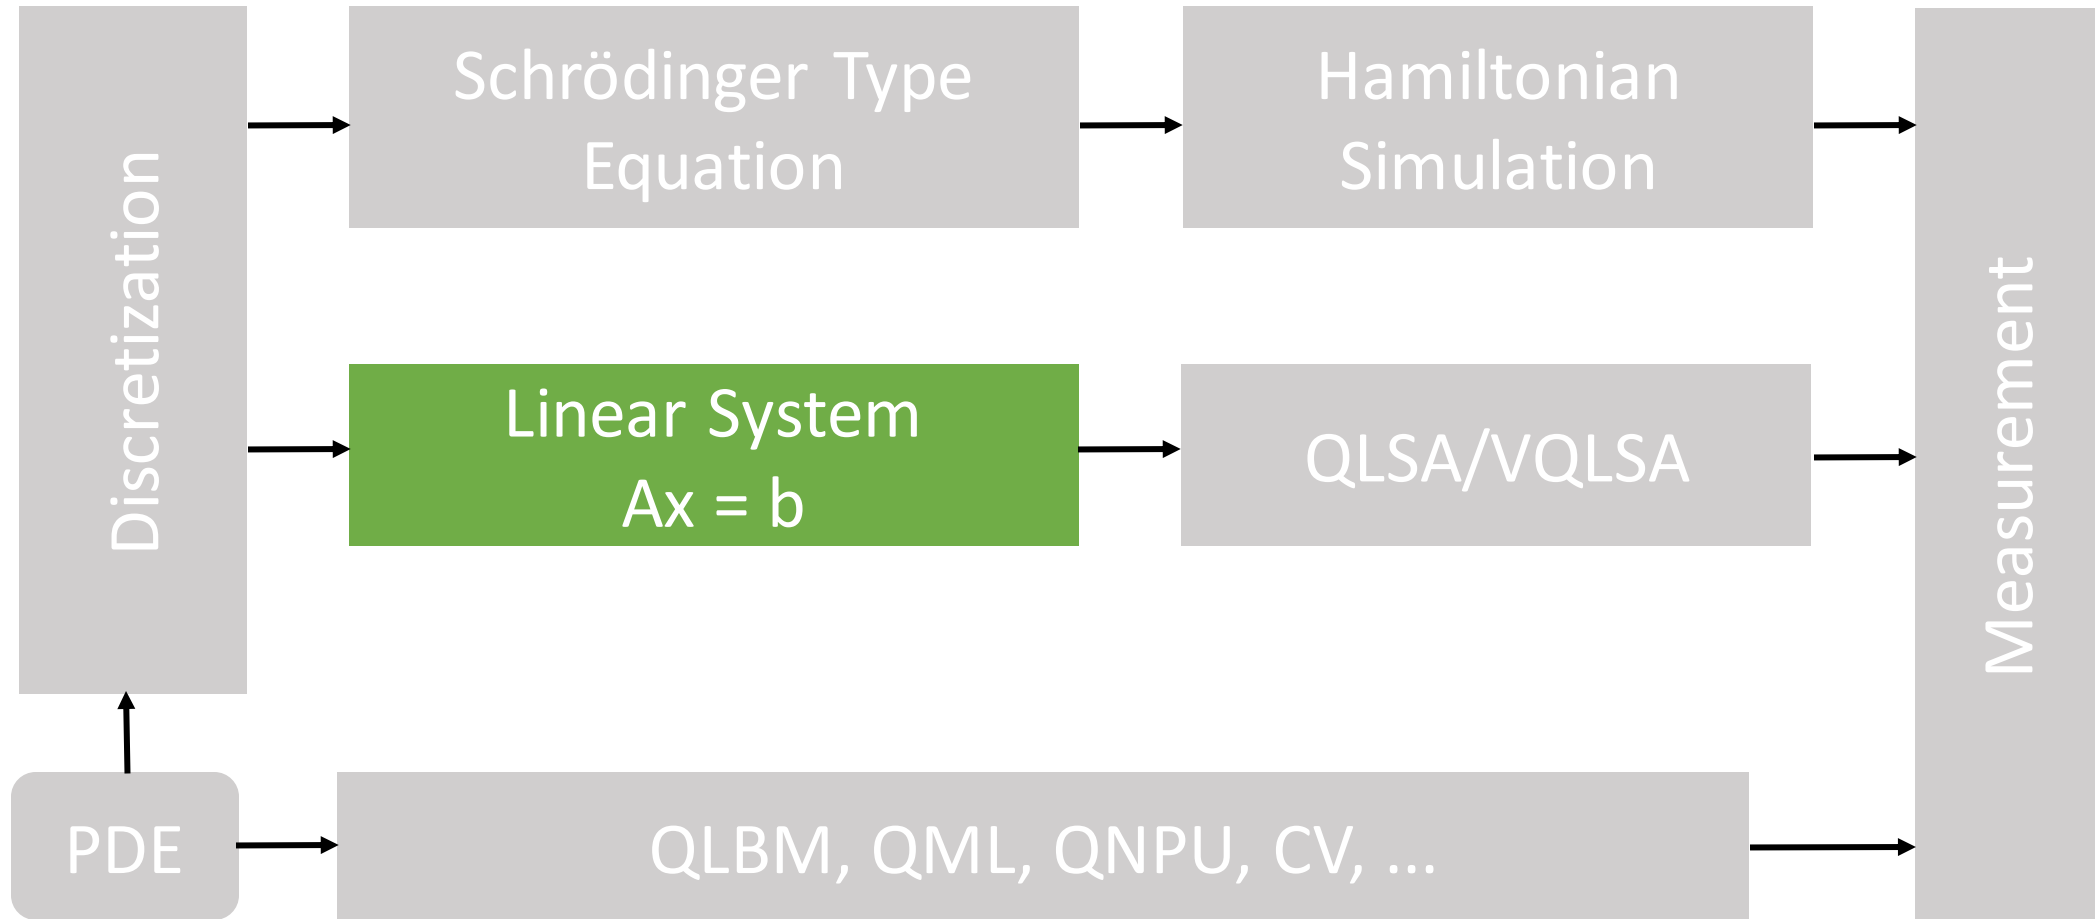 Discretization
Schrödinger Type
Equation
Hamiltonian
Simulation
Linear System
Ax = b
QLSA/VQLSA
Measurement
PDE
QLBM, QML, QNPU, CV, ...